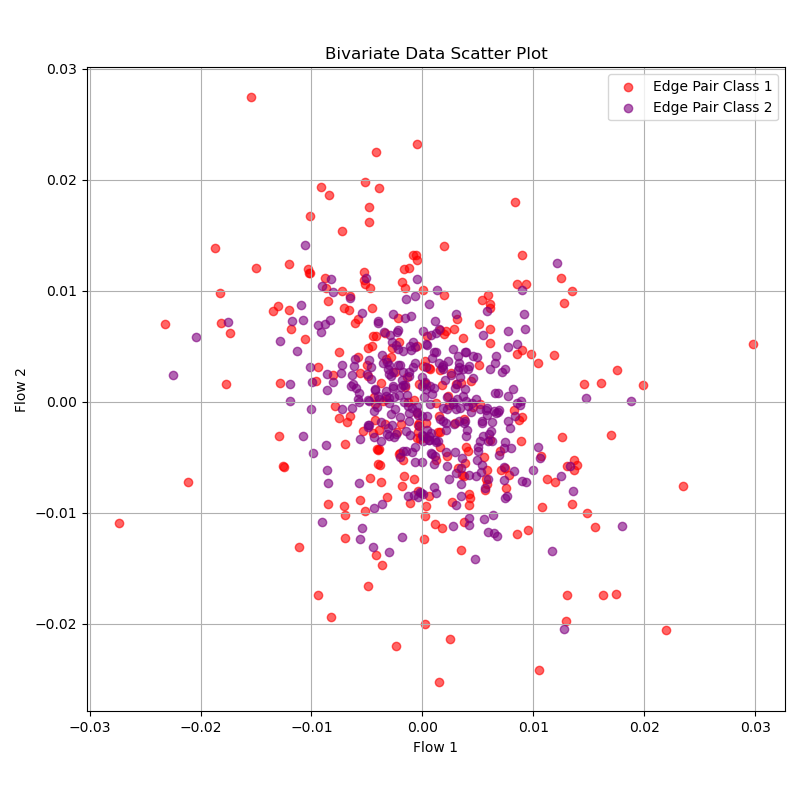 Bivariate Data Scatter Plot
Edge Pair Class 1
Edge Pair Class 2
0.03
0.02
0.01
0.00
−0.01
−0.02
Flow 2
−0.03
−0.02
−0.01
0.00
0.01
0.02
0.03
Flow 1